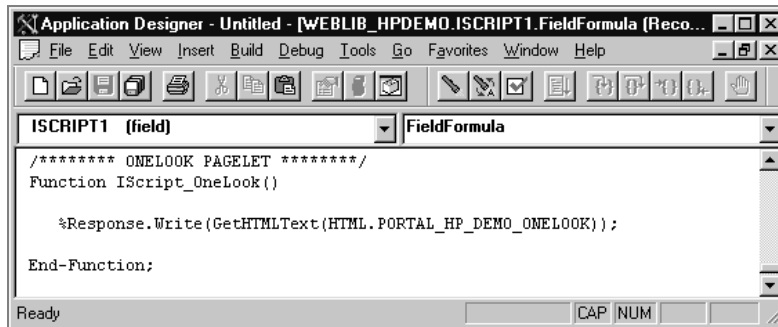 Application Designer - Untitled - [WEBLIB_HPDEMO.ISCRIPT1.FieldFormula (Reco...
File Edit View Insert Build Debug Tools Go Favorites Window Help
ISCRIPT1 (field) FieldFormula
/******** ONELOOK PAGELET ********/
Function IScript_OneLook()
%Response.Write(GetHTMLText(HTML.PORTAL_HP_DEMO_ONELOOK));
End-Function;
Ready CAP NUM